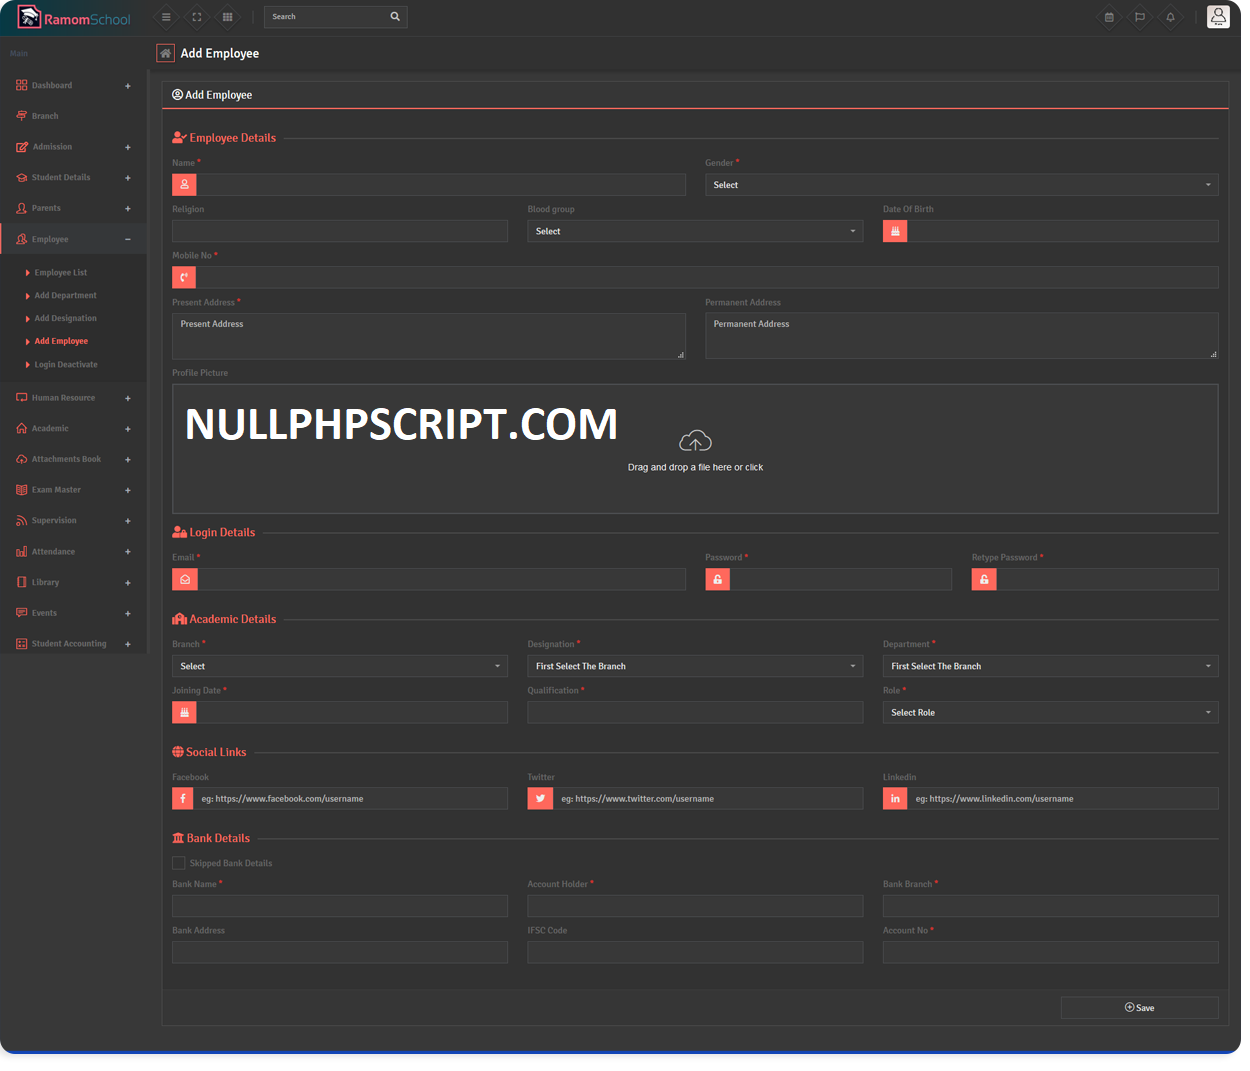 RamomSchool
Search
Main
Add Employee
Dashboard +
Branch
Admission +
Student Details +
Parents +
Employee −
Employee List
Add Department
Add Designation
Add Employee
Login Deactivate
Human Resource +
Academic +
Attachments Book +
Exam Master +
Supervision +
Attendance +
Library +
Events +
Student Accounting +
Add Employee
Employee Details
Name * Gender *
Select
Religion Blood group Date Of Birth
Select
Mobile No *
Present Address * Permanent Address
Present Address Permanent Address
Profile Picture
NULLPHPSCRIPT.COM
Drag and drop a file here or click
Login Details
Email * Password * Retype Password *
Academic Details
Branch * Designation * Department *
Select First Select The Branch First Select The Branch
Joining Date * Qualification * Role *
Select Role
Social Links
Facebook Twitter Linkedin
eg: https://www.facebook.com/username eg: https://www.twitter.com/username eg: https://www.linkedin.com/username
Bank Details
Skipped Bank Details
Bank Name * Account Holder * Bank Branch *
Bank Address IFSC Code Account No *
Save